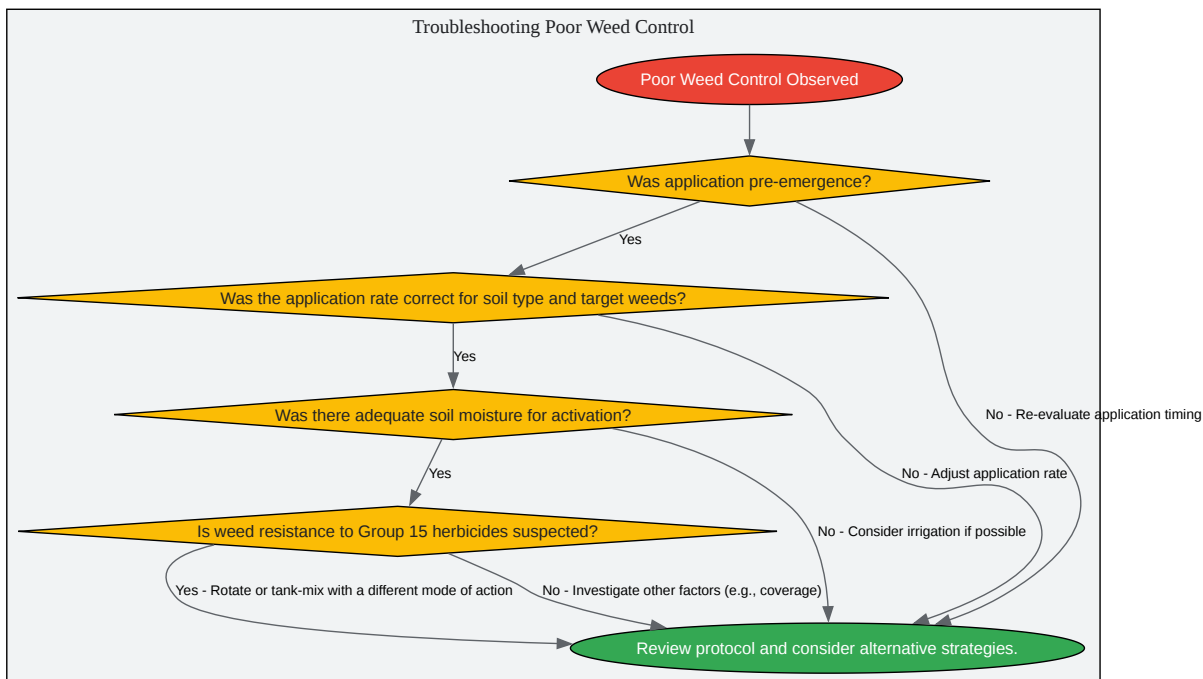 Troubleshooting Poor Weed Control
Poor Weed Control Observed
Was application pre-emergence?
Yes
Was the application rate correct for soil type and target weeds?
Yes
Was there adequate soil moisture for activation?
No - Re-evaluate application timing
Yes
No - Adjust application rate
Is weed resistance to Group 15 herbicides suspected?
No - Consider irrigation if possible
Yes - Rotate or tank-mix with a different mode of action
No - Investigate other factors (e.g., coverage)
Review protocol and consider alternative strategies.